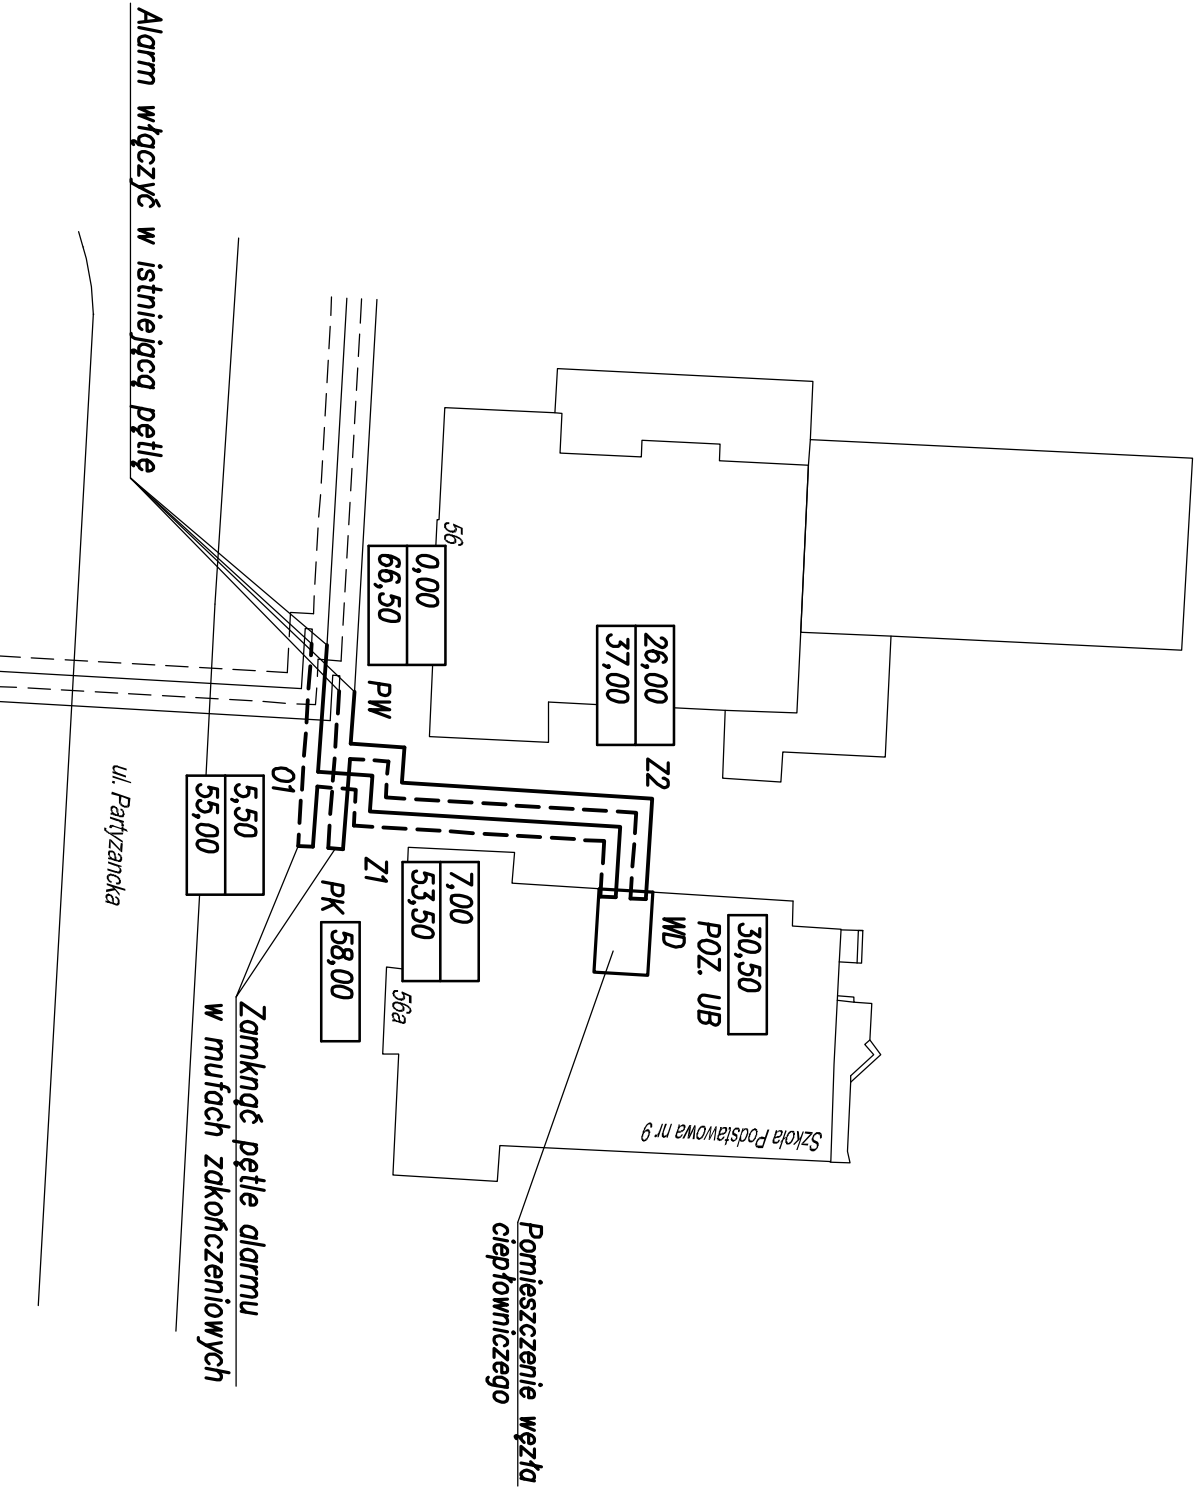 Alarm włączyć w istniejącą pętlę
56
0,00
66,50
PW
26,00
37,00
Z2
ul. Partyzancka
O1
5,50
55,00
Z1
7,00
53,50
PK
58,00
56a
WD
POZ. UB
30,50
Szkoła Podstawowa nr 9
Zamknąć pętlę alarmu
w mufach zakończeniowych
Pomieszczenie węzła
ciepłowniczego